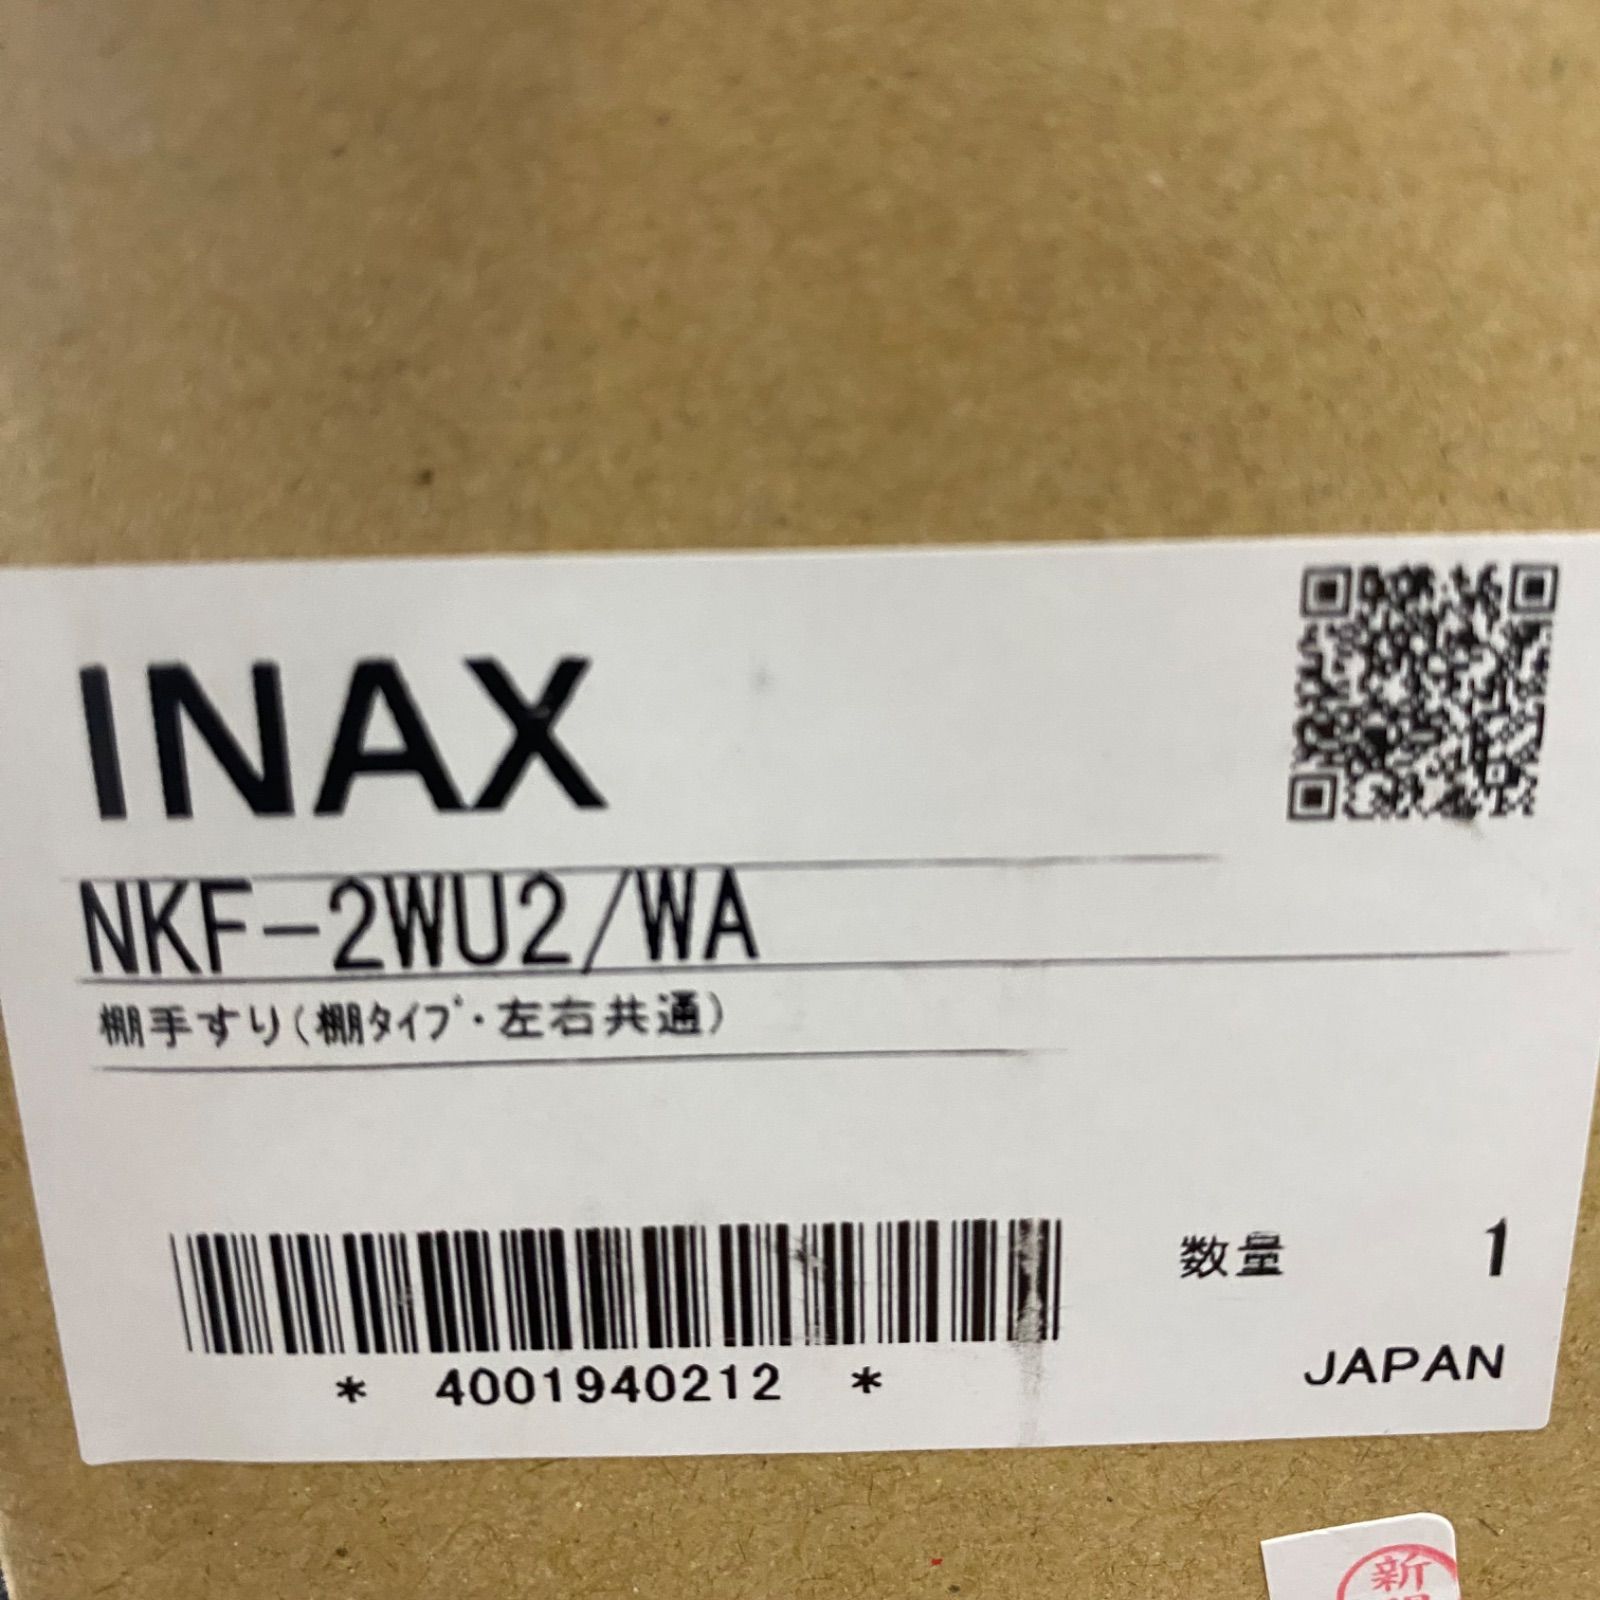 INAX
NKF-2WU2/WA
棚手すり(棚ﾀｲﾌﾟ･左右共通)
数量 1
* 4001940212 *
JAPAN
新